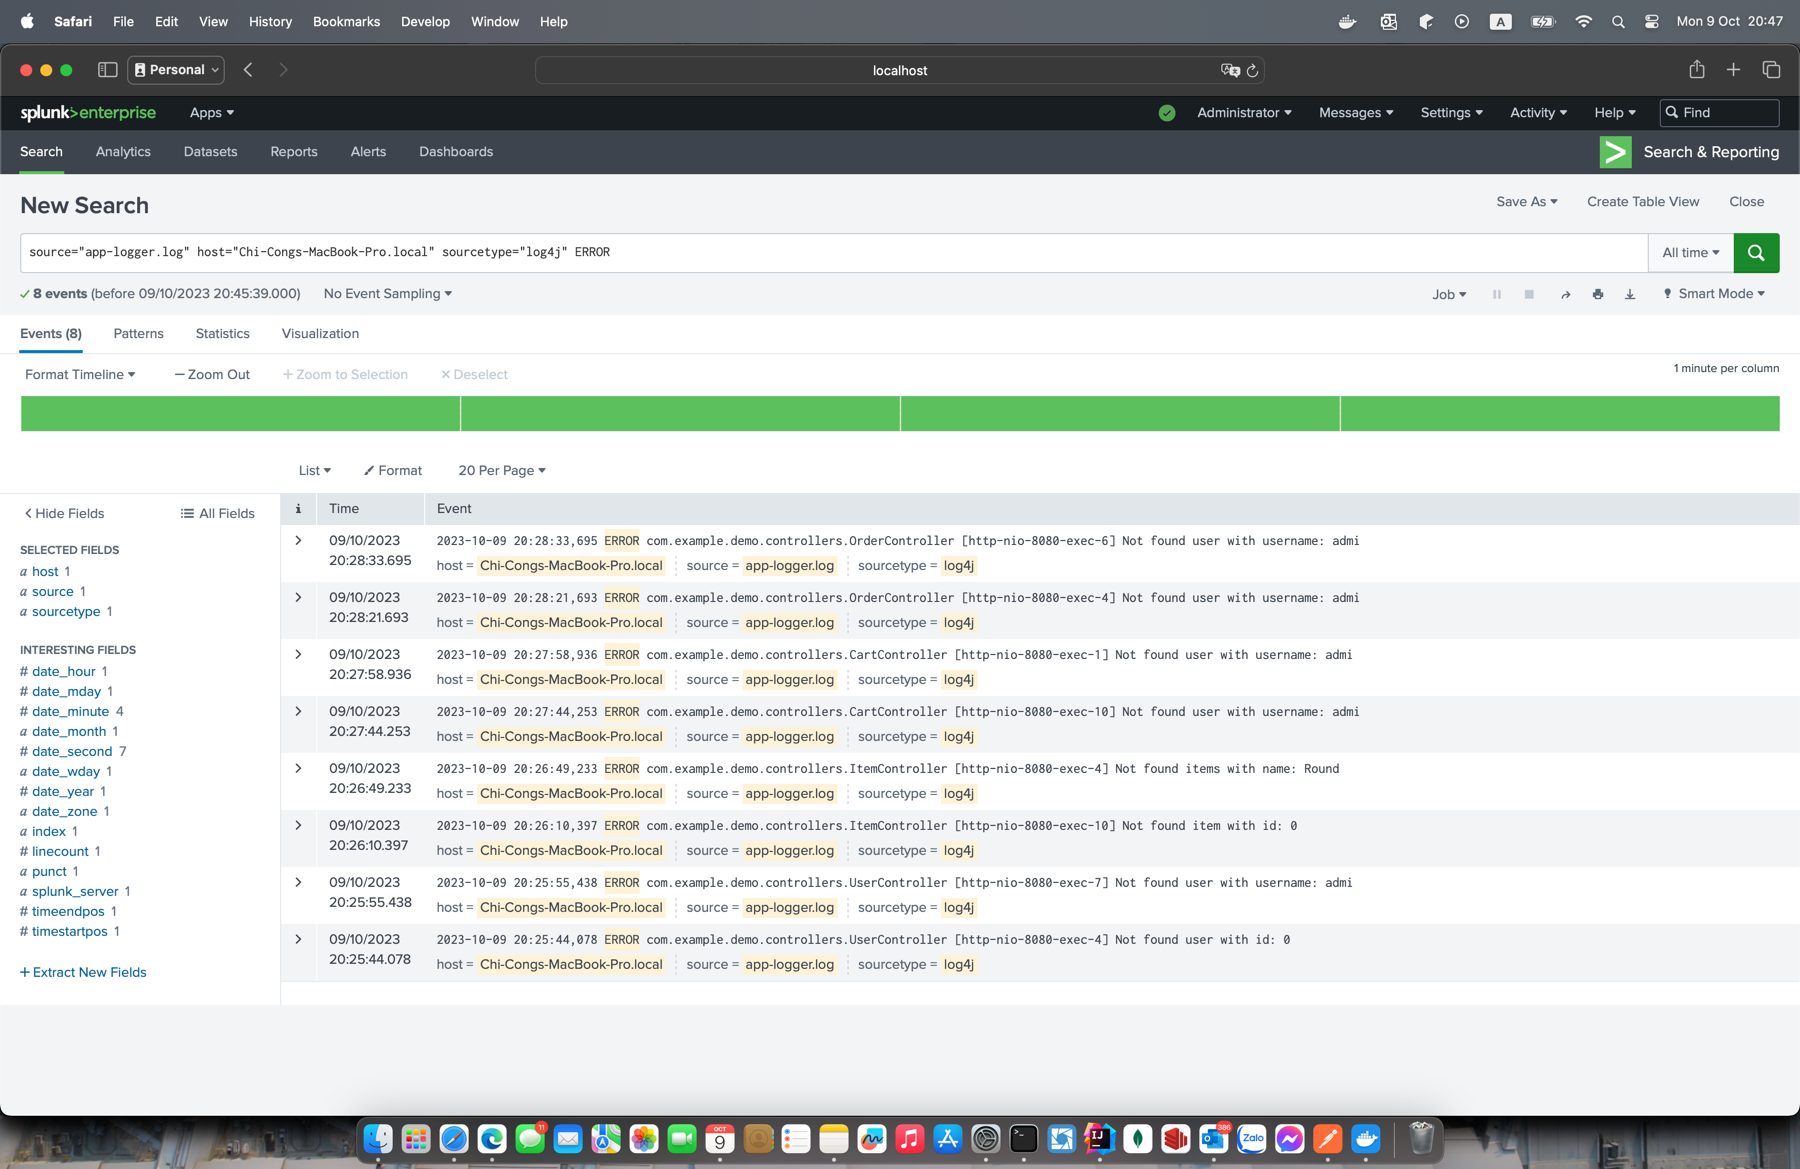 Safari File Edit View History Bookmarks Develop Window Help A Mon 9 Oct 20:47
Personal localhost
splunk>enterprise Apps Administrator Messages Settings Activity Help Find
Search Analytics Datasets Reports Alerts Dashboards > Search & Reporting
New Search Save As Create Table View Close
source="app-logger.log" host="Chi-Congs-MacBook-Pro.local" sourcetype="log4j" ERROR All time
8 events (before 09/10/2023 20:45:39.000) No Event Sampling Job Smart Mode
Events (8) Patterns Statistics Visualization
Format Timeline — Zoom Out + Zoom to Selection × Deselect 1 minute per column
List Format 20 Per Page
< Hide Fields All Fields
SELECTED FIELDS
a host 1
a source 1
a sourcetype 1
INTERESTING FIELDS
# date_hour 1
# date_mday 1
# date_minute 4
a date_month 1
# date_second 7
a date_wday 1
# date_year 1
a date_zone 1
a index 1
# linecount 1
a punct 1
a splunk_server 1
# timeendpos 1
# timestartpos 1
+ Extract New Fields
i Time Event
09/10/2023 20:28:33.695
2023-10-09 20:28:33,695 ERROR com.example.demo.controllers.OrderController [http-nio-8080-exec-6] Not found user with username: admi
host = Chi-Congs-MacBook-Pro.local source = app-logger.log sourcetype = log4j
09/10/2023 20:28:21.693
2023-10-09 20:28:21,693 ERROR com.example.demo.controllers.OrderController [http-nio-8080-exec-4] Not found user with username: admi
host = Chi-Congs-MacBook-Pro.local source = app-logger.log sourcetype = log4j
09/10/2023 20:27:58.936
2023-10-09 20:27:58,936 ERROR com.example.demo.controllers.CartController [http-nio-8080-exec-1] Not found user with username: admi
host = Chi-Congs-MacBook-Pro.local source = app-logger.log sourcetype = log4j
09/10/2023 20:27:44.253
2023-10-09 20:27:44,253 ERROR com.example.demo.controllers.CartController [http-nio-8080-exec-10] Not found user with username: admi
host = Chi-Congs-MacBook-Pro.local source = app-logger.log sourcetype = log4j
09/10/2023 20:26:49.233
2023-10-09 20:26:49,233 ERROR com.example.demo.controllers.ItemController [http-nio-8080-exec-4] Not found items with name: Round
host = Chi-Congs-MacBook-Pro.local source = app-logger.log sourcetype = log4j
09/10/2023 20:26:10.397
2023-10-09 20:26:10,397 ERROR com.example.demo.controllers.ItemController [http-nio-8080-exec-10] Not found item with id: 0
host = Chi-Congs-MacBook-Pro.local source = app-logger.log sourcetype = log4j
09/10/2023 20:25:55.438
2023-10-09 20:25:55,438 ERROR com.example.demo.controllers.UserController [http-nio-8080-exec-7] Not found user with username: admi
host = Chi-Congs-MacBook-Pro.local source = app-logger.log sourcetype = log4j
09/10/2023 20:25:44.078
2023-10-09 20:25:44,078 ERROR com.example.demo.controllers.UserController [http-nio-8080-exec-4] Not found user with id: 0
host = Chi-Congs-MacBook-Pro.local source = app-logger.log sourcetype = log4j
11 OCT 9 IJ 386 Zalo